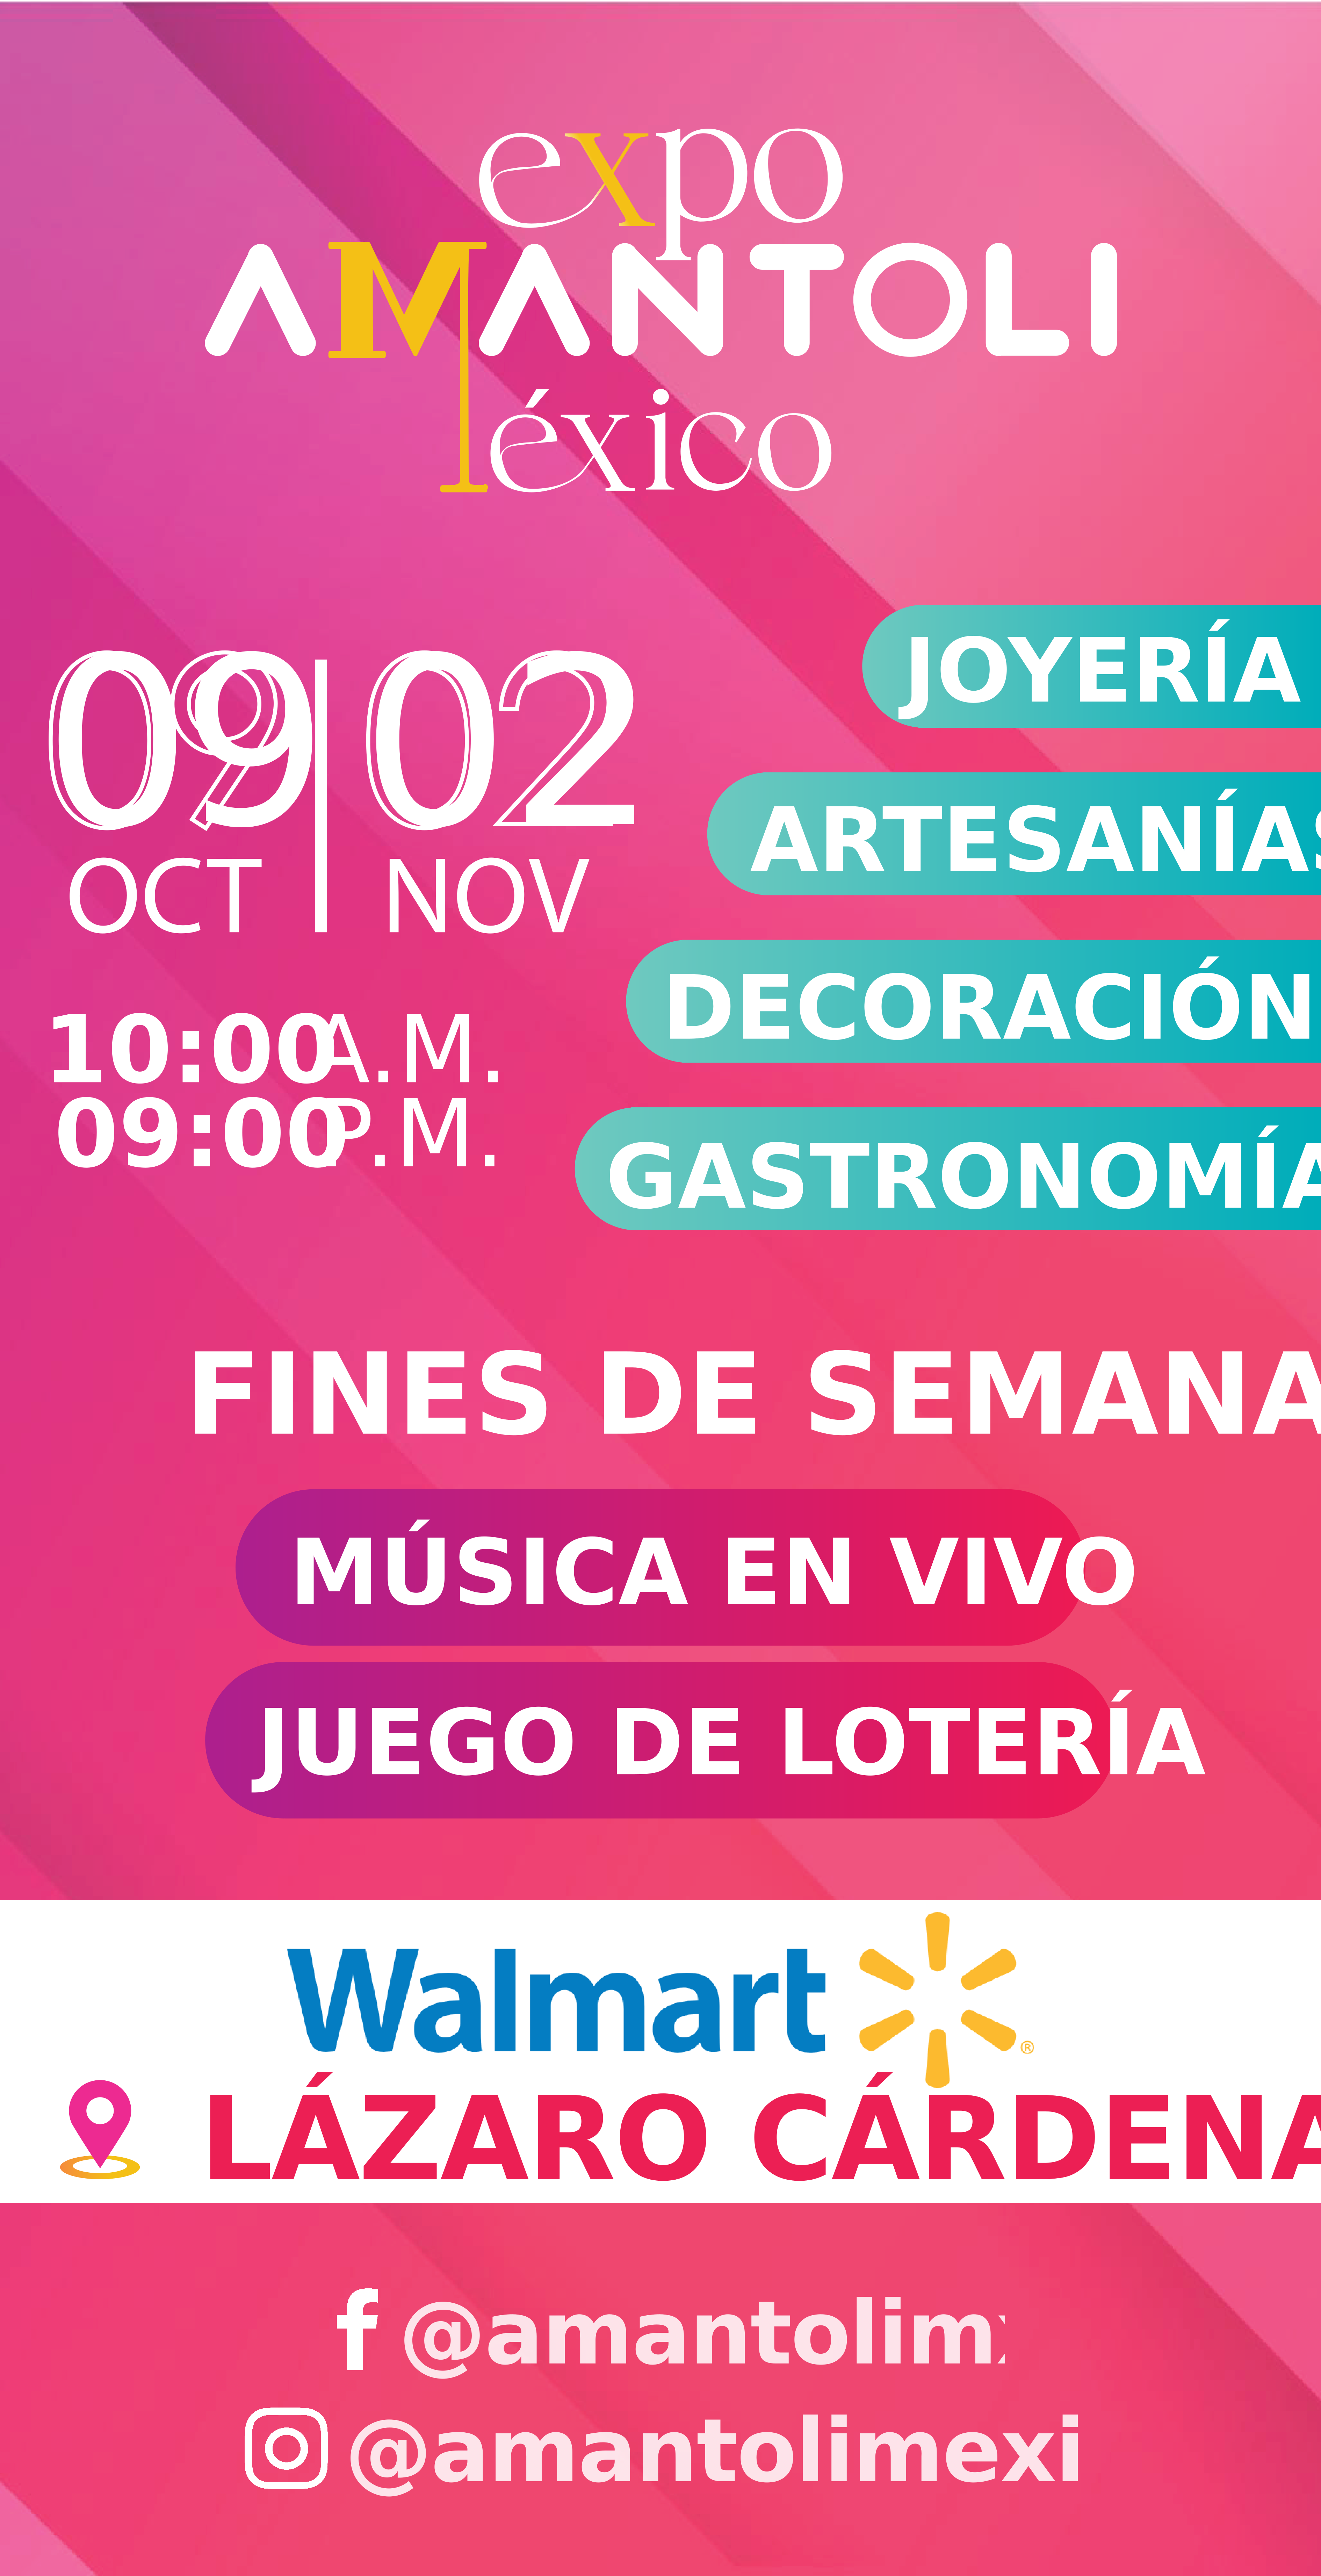 expo
AMANTOLI
México
09 | 02
OCT | NOV
10:00 A.M.
09:00 P.M.
JOYERÍA
ARTESANÍAS
DECORACIÓN
GASTRONOMÍA
FINES DE SEMANA
MÚSICA EN VIVO
JUEGO DE LOTERÍA
Walmart ®
LÁZARO CÁRDENA
@amantolimx
@amantolimexi